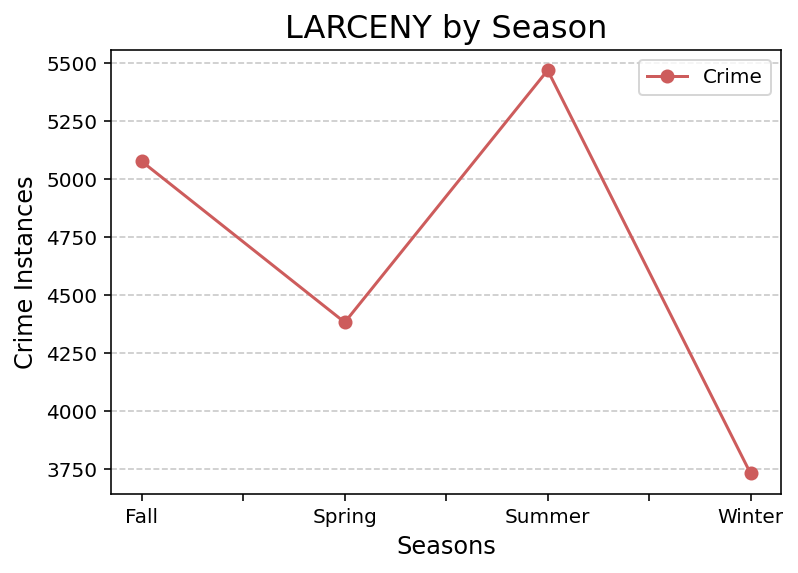 LARCENY by Season
Crime
Crime Instances
5500
5250
5000
4750
4500
4250
4000
3750
Fall Spring Summer Winter
Seasons